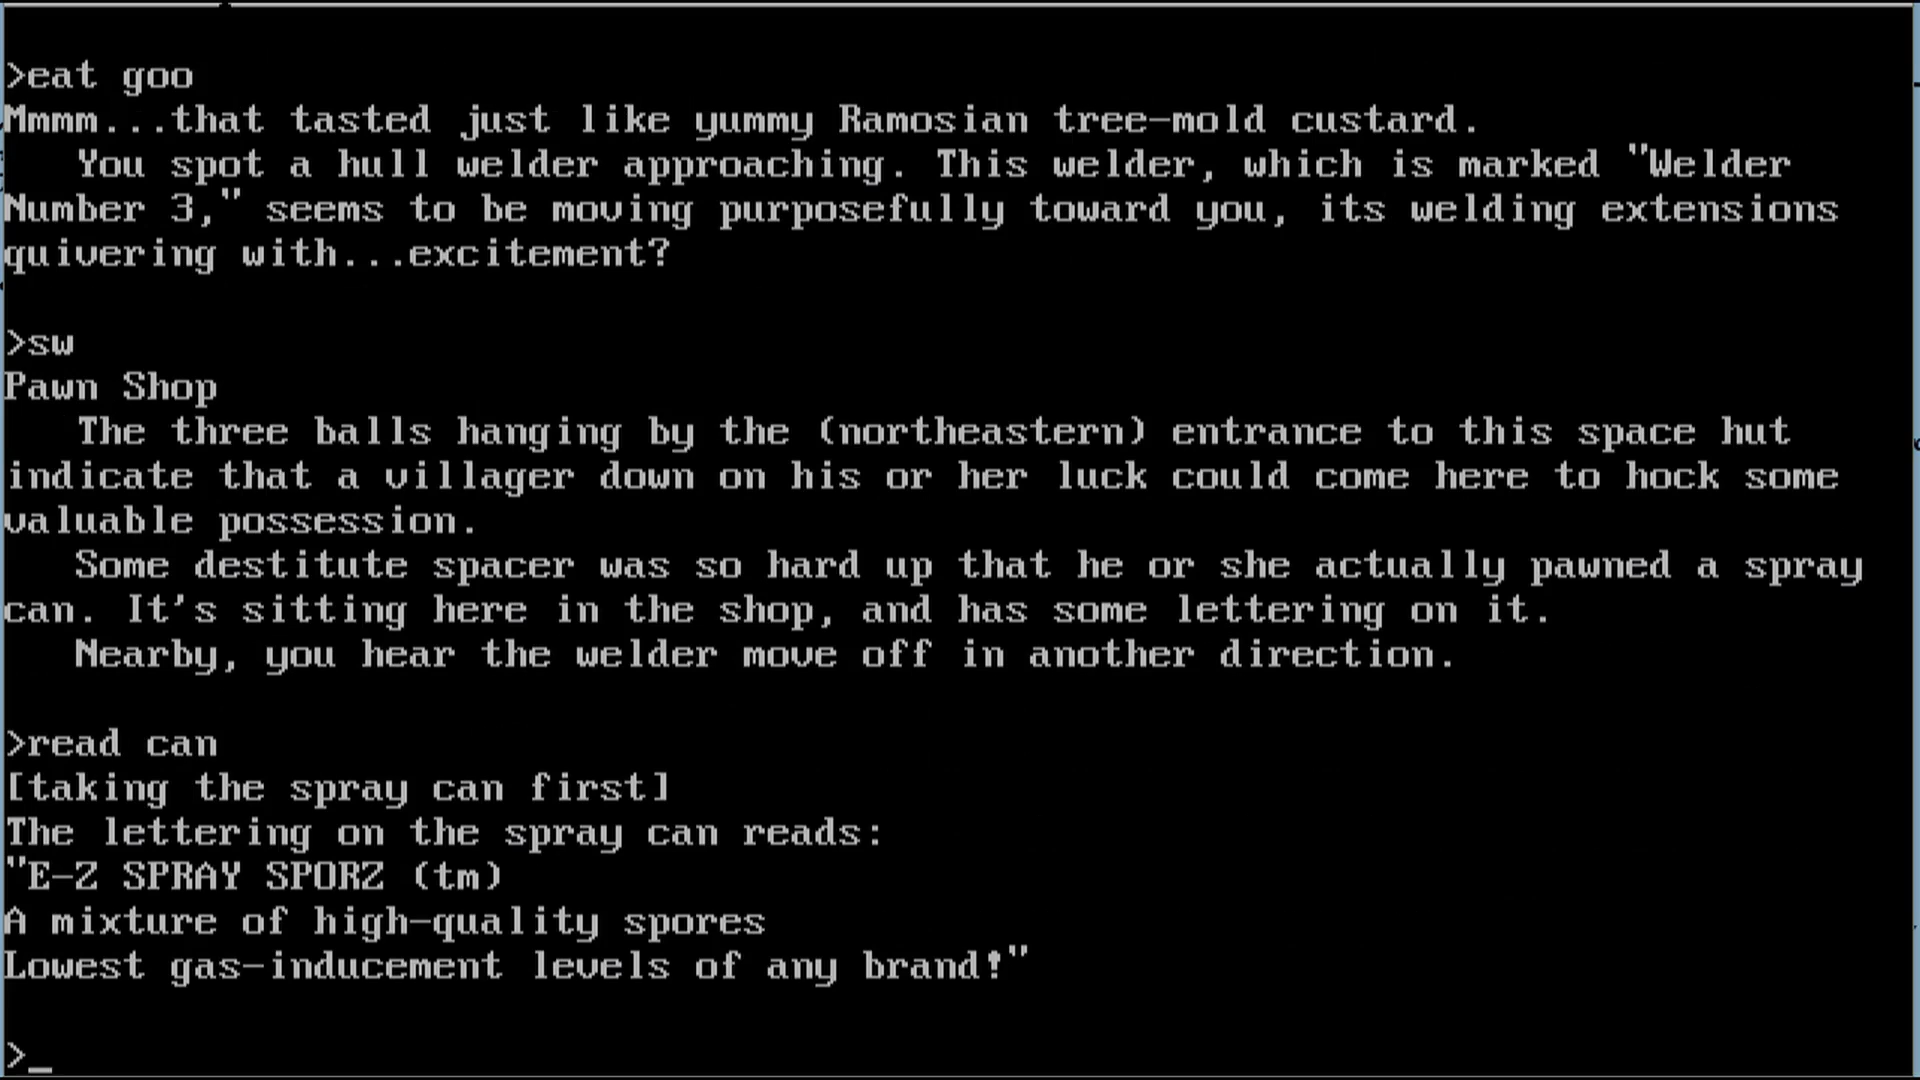 >eat goo
Mmmm...that tasted just like yummy Ramosian tree-mold custard.
You spot a hull welder approaching. This welder, which is marked "Welder
Number 3," seems to be moving purposefully toward you, its welding extensions
quivering with...excitement?
>sw
Pawn Shop
The three balls hanging by the (northeastern) entrance to this space hut
indicate that a villager down on his or her luck could come here to hock some
valuable possession.
Some destitute spacer was so hard up that he or she actually pawned a spray
can. It's sitting here in the shop, and has some lettering on it.
Nearby, you hear the welder move off in another direction.
>read can
[taking the spray can first]
The lettering on the spray can reads:
"E-Z SPRAY SPORZ (tm)
A mixture of high-quality spores
Lowest gas-inducement levels of any brand!"
>_